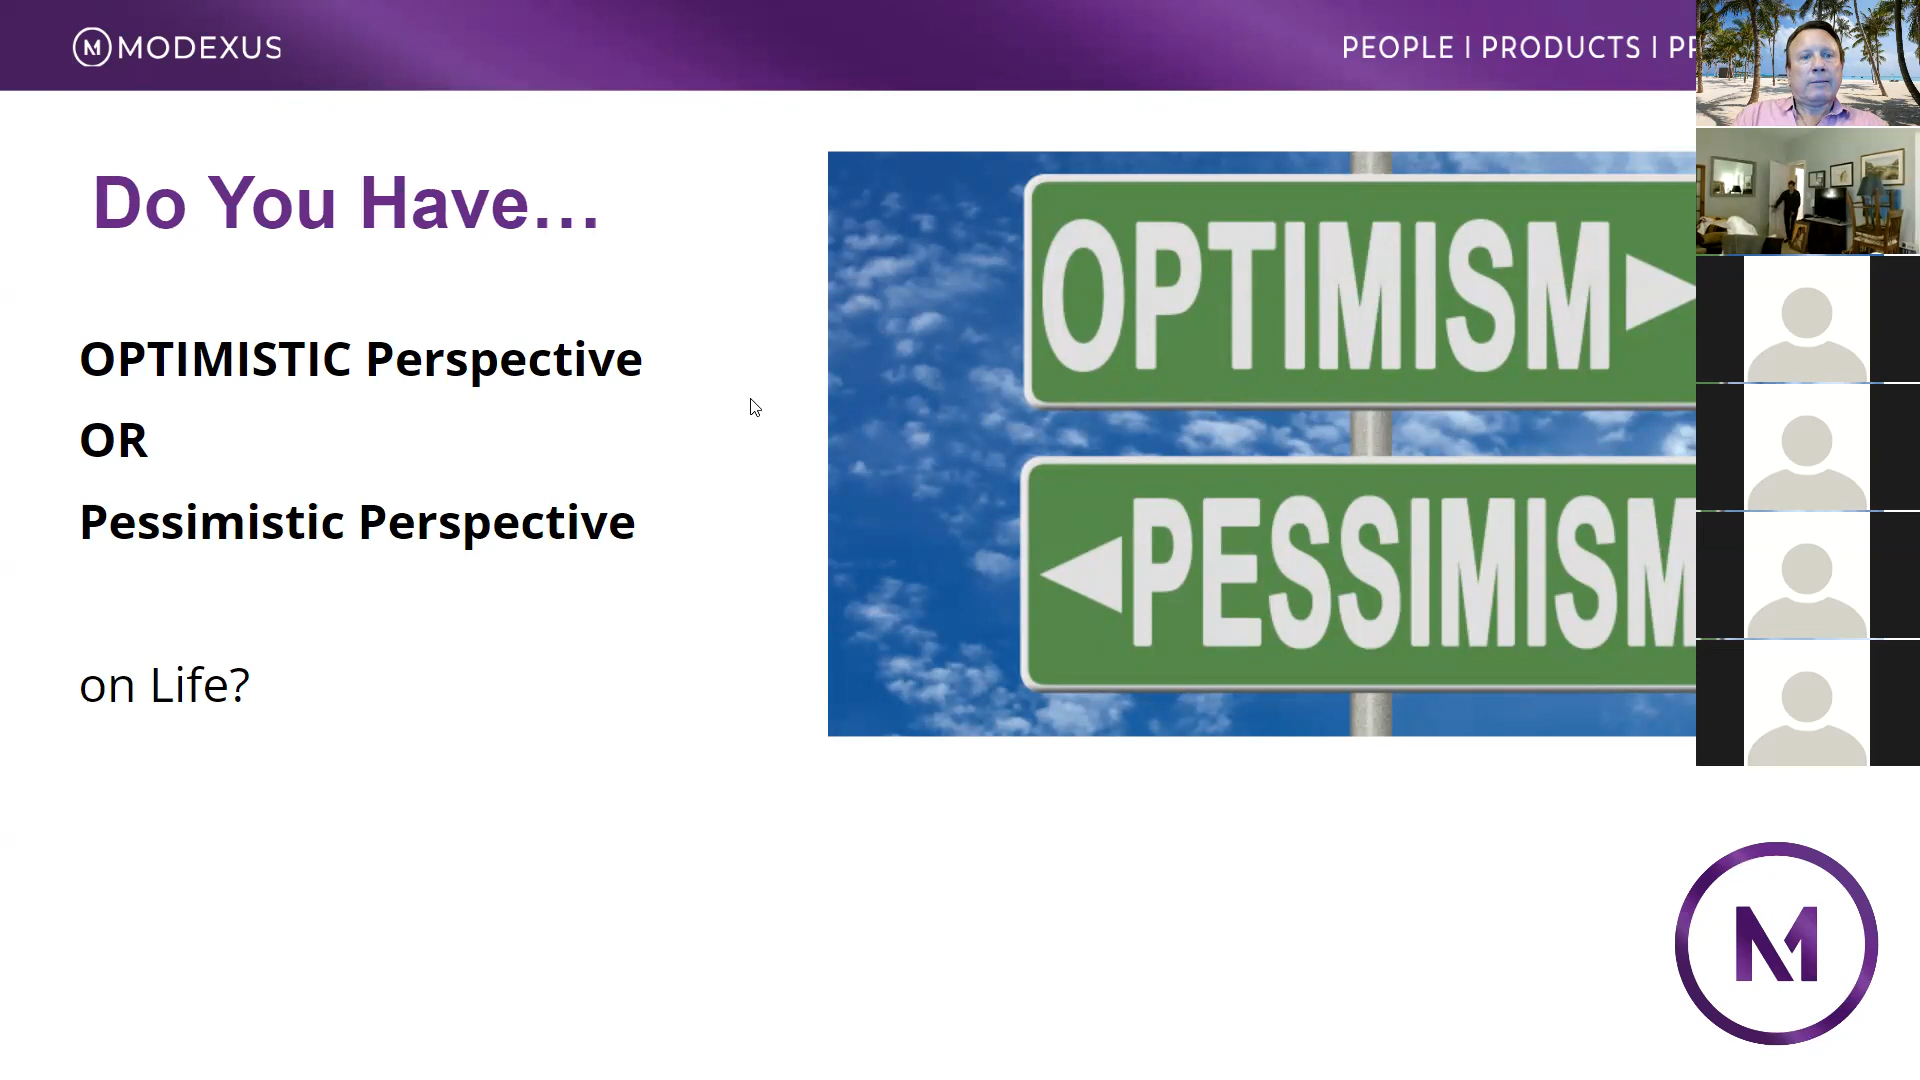 MODEXUS
PEOPLE | PRODUCTS |
Do You Have...
OPTIMISTIC Perspective
OR
Pessimistic Perspective
on Life?
OPTIMISM
PESSIMISM
M